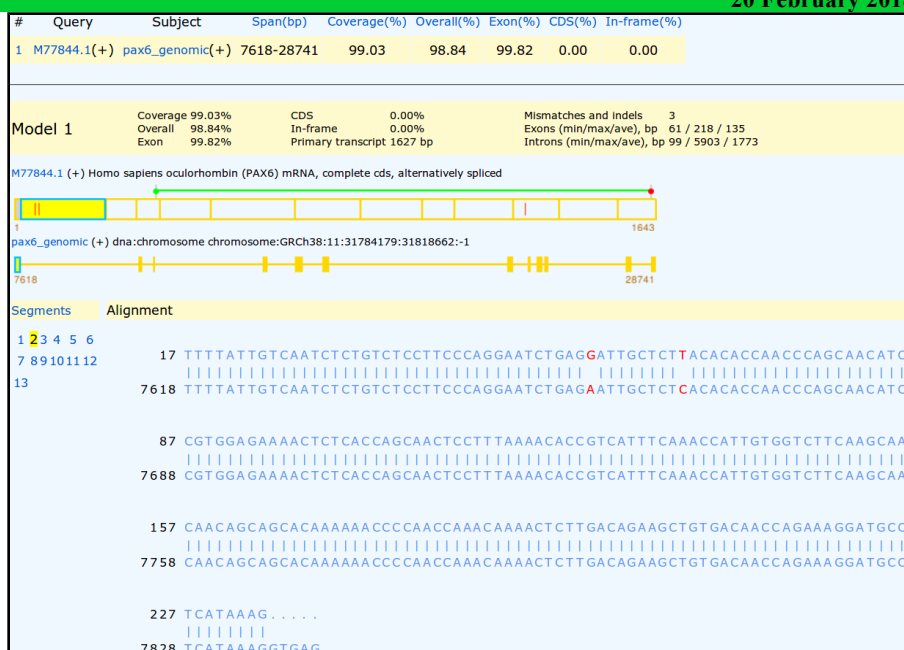 20 February 201
# Query Subject Span(bp) Coverage(%) Overall(%) Exon(%) CDS(%) In-frame(%)
1 M77844.1(+) pax6_genomic(+) 7618-28741 99.03 98.84 99.82 0.00 0.00
Model 1
Coverage 99.03% CDS 0.00% Mismatches and indels 3
Overall 98.84% In-frame 0.00% Exons (min/max/ave), bp 61 / 218 / 135
Exon 99.82% Primary transcript 1627 bp Introns (min/max/ave), bp 99 / 5903 / 1773
M77844.1 (+) Homo sapiens oculorhombin (PAX6) mRNA, complete cds, alternatively spliced
1 1643
pax6_genomic (+) dna:chromosome chromosome:GRCh38:11:31784179:31818662:-1
7618 28741
Segments Alignment
1 2 3 4 5 6
7 8 9 10 11 12
13
17 TTTTATTGTCAATCTCTGTCTCCTTCCCAGGAATCTGAGGATTGCTCTTACACACCAACCCAGCAACATC
7618 TTTTATTGTCAATCTCTGTCTCCTTCCCAGGAATCTGAGAATTGCTCTCACACACCAACCCAGCAACATC
87 CGTGGAGAAAACTCTCACCAGCAACTCCTTTAAAACACCGTCATTTCAAACCATTGTGGTCTTCAAGCAA
7688 CGTGGAGAAAACTCTCACCAGCAACTCCTTTAAAACACCGTCATTTCAAACCATTGTGGTCTTCAAGCAA
157 CAACAGCAGCACAAAAAACCCCAACCAAACAAAACTCTTGACAGAAGCTGTGACAACCAGAAAGGATGCC
7758 CAACAGCAGCACAAAAAACCCCAACCAAACAAAACTCTTGACAGAAGCTGTGACAACCAGAAAGGATGCC
227 TCATAAAG.....
7828 TCATAAAGGTGAG